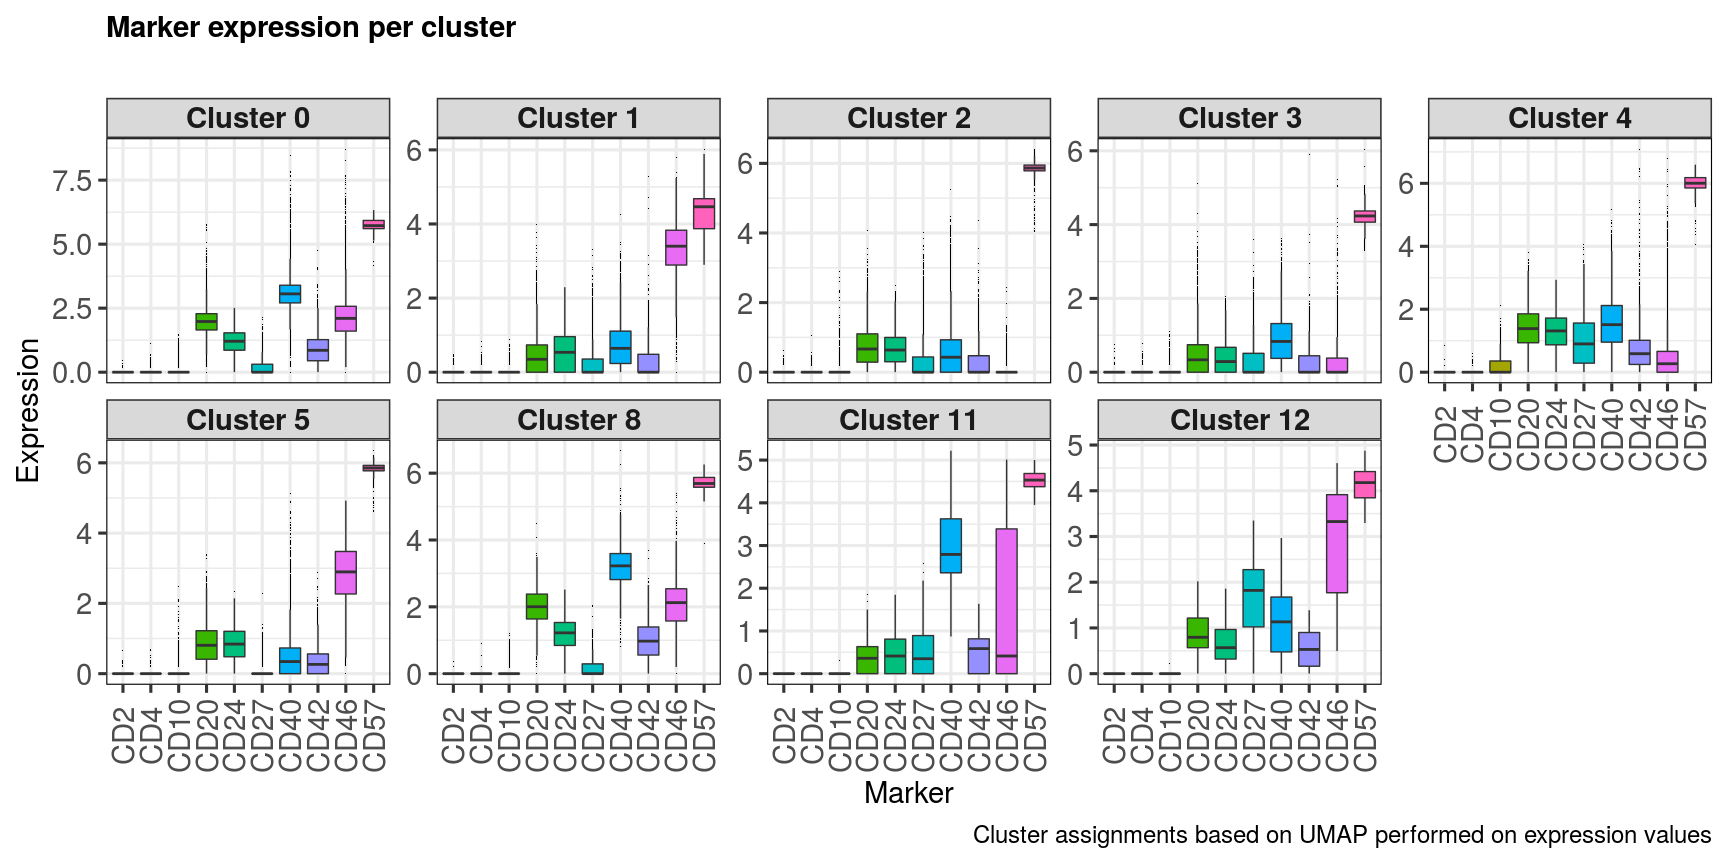 Marker expression per cluster
Cluster 0
Cluster 1
Cluster 2
Cluster 3
Cluster 4
7.5
5.0
2.5
0.0
6
4
2
0
6
4
2
0
6
4
2
0
6
4
2
0
CD2
CD4
CD10
CD20
CD24
CD27
CD40
CD42
CD46
CD57
Expression
Cluster 5
Cluster 8
Cluster 11
Cluster 12
6
4
2
0
6
4
2
0
5
4
3
2
1
0
5
4
3
2
1
0
CD2
CD4
CD10
CD20
CD24
CD27
CD40
CD42
CD46
CD57
CD2
CD4
CD10
CD20
CD24
CD27
CD40
CD42
CD46
CD57
CD2
CD4
CD10
CD20
CD24
CD27
CD40
CD42
CD46
CD57
CD2
CD4
CD10
CD20
CD24
CD27
CD40
CD42
CD46
CD57
Marker
Cluster assignments based on UMAP performed on expression values